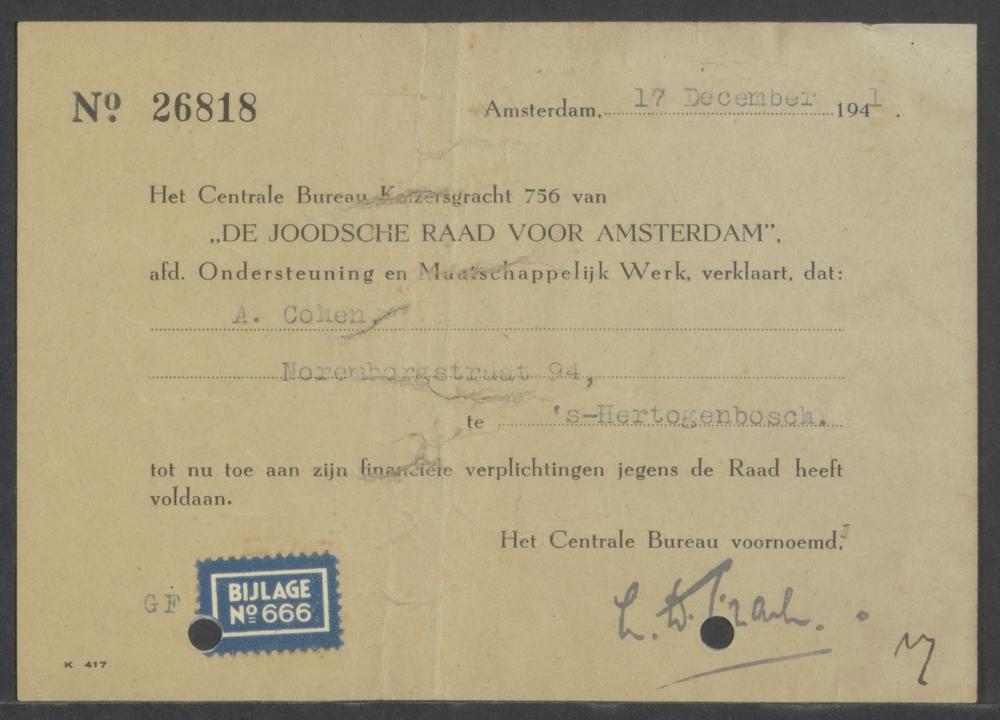 Nº 26818
Amsterdam, 17 December 1941.
Het Centrale Bureau Keizersgracht 756 van
„DE JOODSCHE RAAD VOOR AMSTERDAM”,
afd. Ondersteuning en Maatschappelijk Werk, verklaart, dat:
A. Cohen,
Noremborgstraat 94,
te 's-Hertogenbosch.
tot nu toe aan zijn financiële verplichtingen jegens de Raad heeft
voldaan.
Het Centrale Bureau voornoemd,
GF
BIJLAGE
Nº 666
K 417